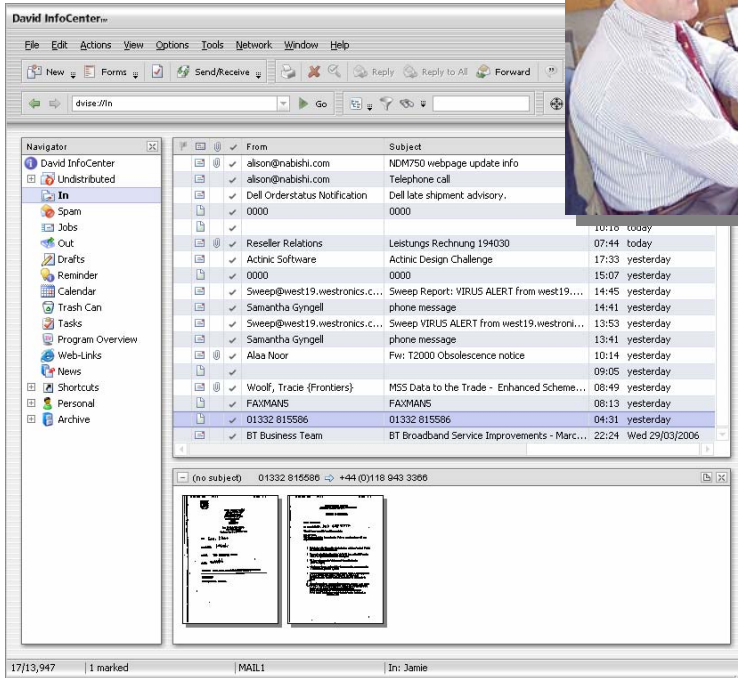 David InfoCenter
File Edit Actions View Options Tools Network Window Help
New Forms Send/Receive Reply Reply to All Forward
dvise://In Go
Navigator
David InfoCenter
Undistributed
In
Spam
Jobs
Out
Drafts
Reminder
Calendar
Trash Can
Tasks
Program Overview
Web-Links
News
Shortcuts
Personal
Archive
From Subject
alison@nabishi.com NDM750 webpage update info
alison@nabishi.com Telephone call
Dell Orderstatus Notification Dell late shipment advisory.
0000 0000
10:18 today
Reseller Relations Leistungs Rechnung 194030 07:44 today
Actinic Software Actinic Design Challenge 17:33 yesterday
0000 0000 15:07 yesterday
Sweep@west19.westronics.c... Sweep Report: VIRUS ALERT from west19.... 14:45 yesterday
Samantha Gyngell phone message 14:41 yesterday
Sweep@west19.westronics.c... Sweep VIRUS ALERT from west19.westroni... 13:53 yesterday
Samantha Gyngell phone message 13:41 yesterday
Alaa Noor Fw: T2000 Obsolescence notice 10:14 yesterday
09:05 yesterday
Woolf, Tracie {Frontiers} MSS Data to the Trade - Enhanced Scheme... 08:49 yesterday
FAXMAN5 FAXMAN5 08:13 yesterday
01332 815586 01332 815586 04:31 yesterday
BT Business Team BT Broadband Service Improvements - Marc... 22:24 Wed 29/03/2006
(no subject) 01332 815586 ⇨ +44 (0)118 943 3366
17/13,947 1 marked MAIL1 In: Jamie